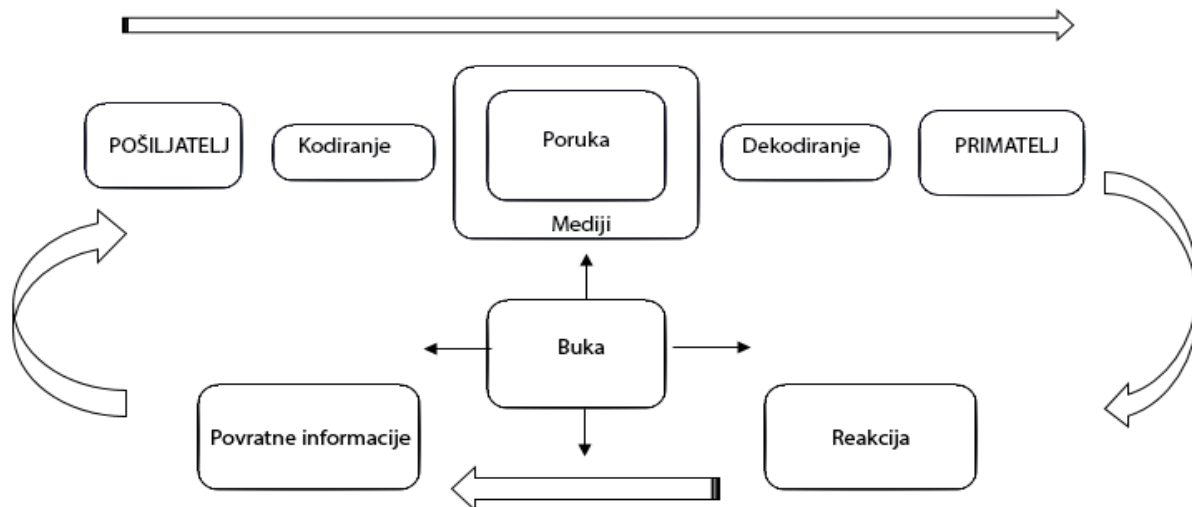 POŠILJATELJ
Kodiranje
Poruka
Mediji
Dekodiranje
PRIMATELJ
Buka
Povratne informacije
Reakcija